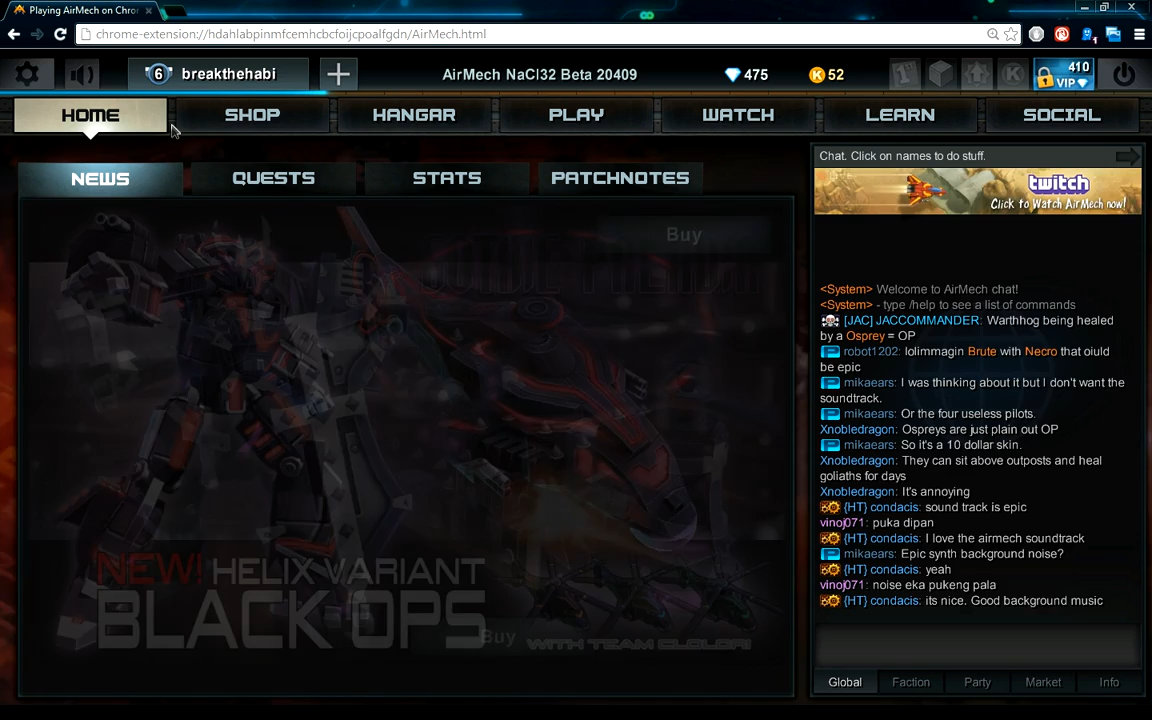 Playing AirMech on Chror
chrome-extension://hdahlabpinmfcemhcbcfoijcpoalfgdn/AirMech.html
6 breakthehabi
AirMech NaCl32 Beta 20409
475
K 52
410
VIP
HOME
SHOP
HANGAR
PLAY
WATCH
LEARN
SOCIAL
NEWS
QUESTS
STATS
PATCHNOTES
Buy
NEW! HELIX VARIANT
BLACK OPS
Buy
Chat. Click on names to do stuff.
twitch
Click to Watch AirMech now!
<System> Welcome to AirMech chat!
<System> - type /help to see a list of commands
[JAC] JACCOMMANDER: Warthhog being healed
by a Osprey = OP
robot1202: lolimmagin Brute with Necro that oiuld
be epic
mikaears: I was thinking about it but I don't want the
soundtrack.
mikaears: Or the four useless pilots.
Xnobledragon: Ospreys are just plain out OP
mikaears: So it's a 10 dollar skin.
Xnobledragon: They can sit above outposts and heal
goliaths for days
Xnobledragon: It's annoying
{HT} condacis: sound track is epic
vinoj071: puka dipan
{HT} condacis: I love the airmech soundtrack
mikaears: Epic synth background noise?
{HT} condacis: yeah
vinoj071: noise eka pukeng pala
{HT} condacis: its nice. Good background music
Global
Faction
Party
Market
Info